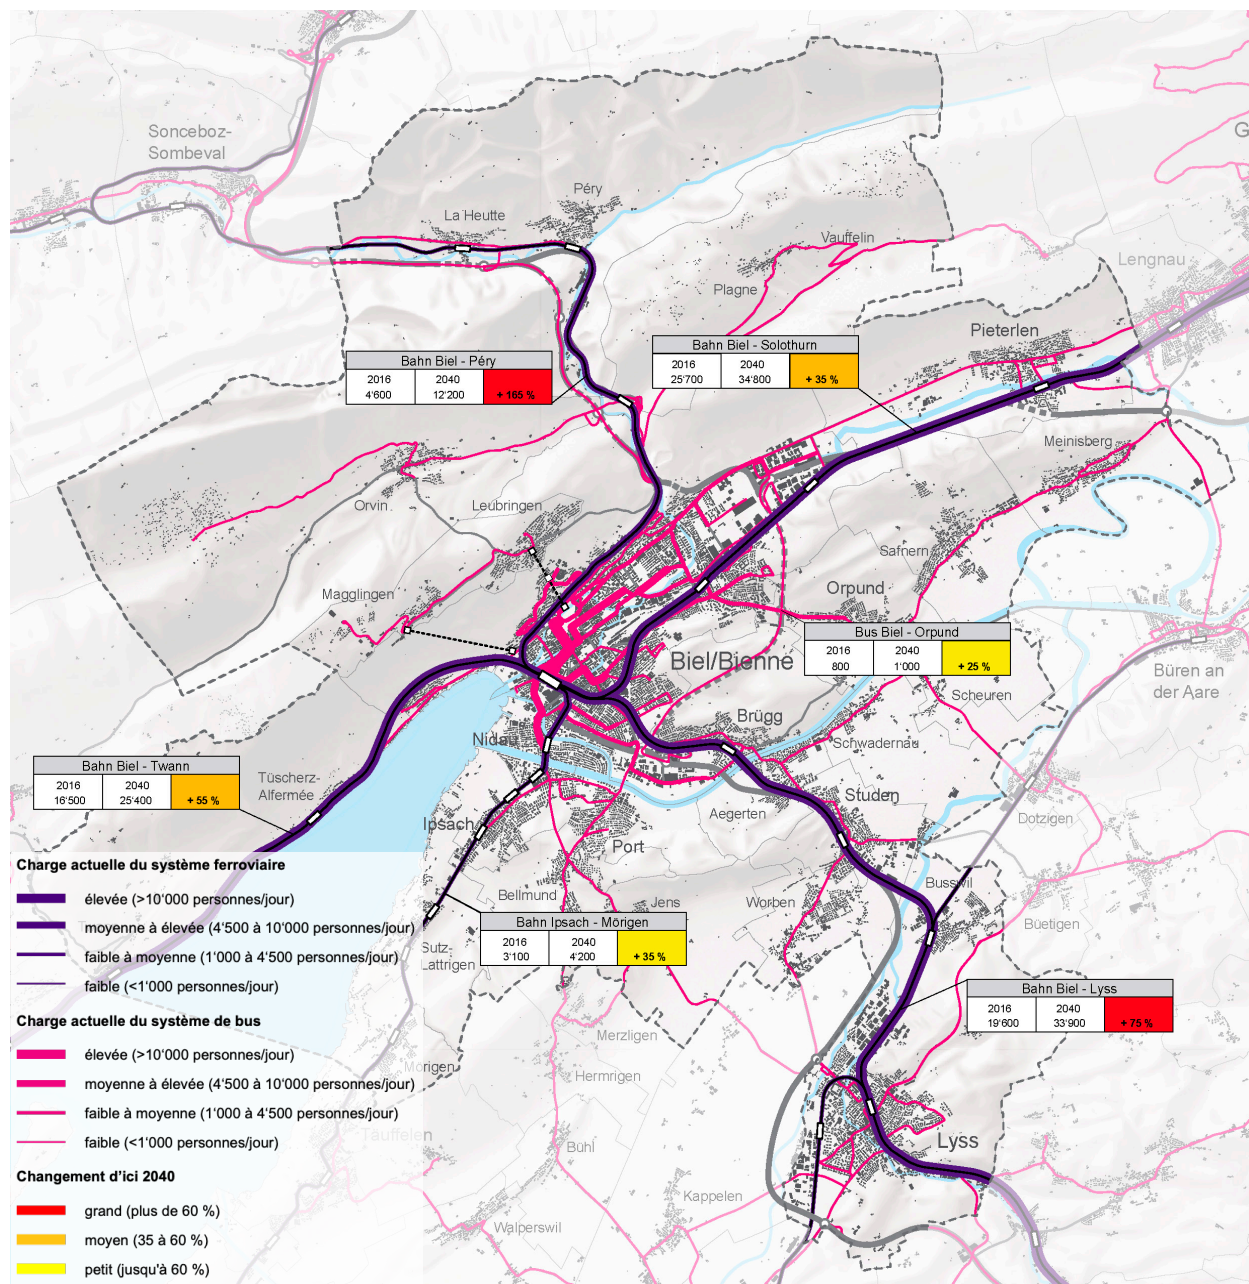 Sonceboz-
Sombeval
G
Péry
La Heutte
Vauffelin
Lengnau
Plagne
Pieterlen
Bahn Biel - Solothurn
2016 2040
25'700 34'800 + 35 %
Bahn Biel - Péry
2016 2040
4'600 12'200 + 165 %
Meinisberg
Orvin
Leubringen
Safnern
Magglingen
Orpund
Bus Biel - Orpund
2016 2040
800 1'000 + 25 %
Biel/Bienne
Büren an
der Aare
Scheuren
Brügg
Nidau
Schwadernau
Bahn Biel - Twann
2016 2040
16'500 25'400 + 55 %
Tüscherz-
Alfermée
Studen
Aegerten
Dotzigen
Ipsach
Port
Charge actuelle du système ferroviaire
élevée (>10'000 personnes/jour)
moyenne à élevée (4'500 à 10'000 personnes/jour)
faible à moyenne (1'000 à 4'500 personnes/jour)
faible (<1'000 personnes/jour)
Bellmund
Jens
Worben
Busswil
Büetigen
Bahn Ipsach - Mörigen
2016 2040
3'100 4'200 + 35 %
Sutz-
Lattrigen
Bahn Biel - Lyss
2016 2040
19'600 33'900 + 75 %
Charge actuelle du système de bus
élevée (>10'000 personnes/jour)
moyenne à élevée (4'500 à 10'000 personnes/jour)
faible à moyenne (1'000 à 4'500 personnes/jour)
faible (<1'000 personnes/jour)
Merzligen
Mörigen
Hermrigen
Täuffelen
Bühl
Lyss
Kappelen
Walperswil
Changement d'ici 2040
grand (plus de 60 %)
moyen (35 à 60 %)
petit (jusqu'à 60 %)